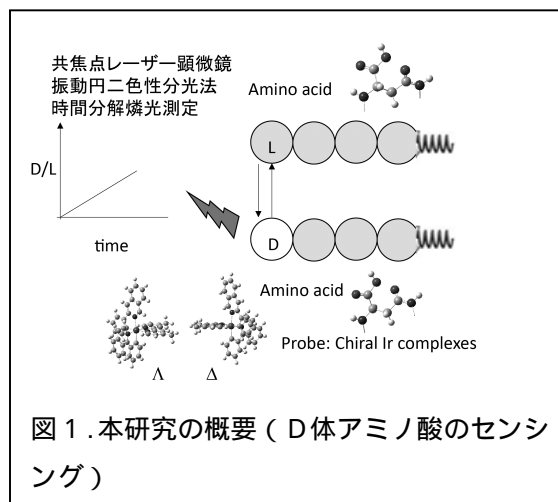 共焦点レーザー顕微鏡
振動円二色性分光法
時間分解燐光測定
Amino acid
D/L
L
time
D
Amino acid
Probe: Chiral Ir complexes
Λ Δ
図1.本研究の概要(D体アミノ酸のセンシ
ング)